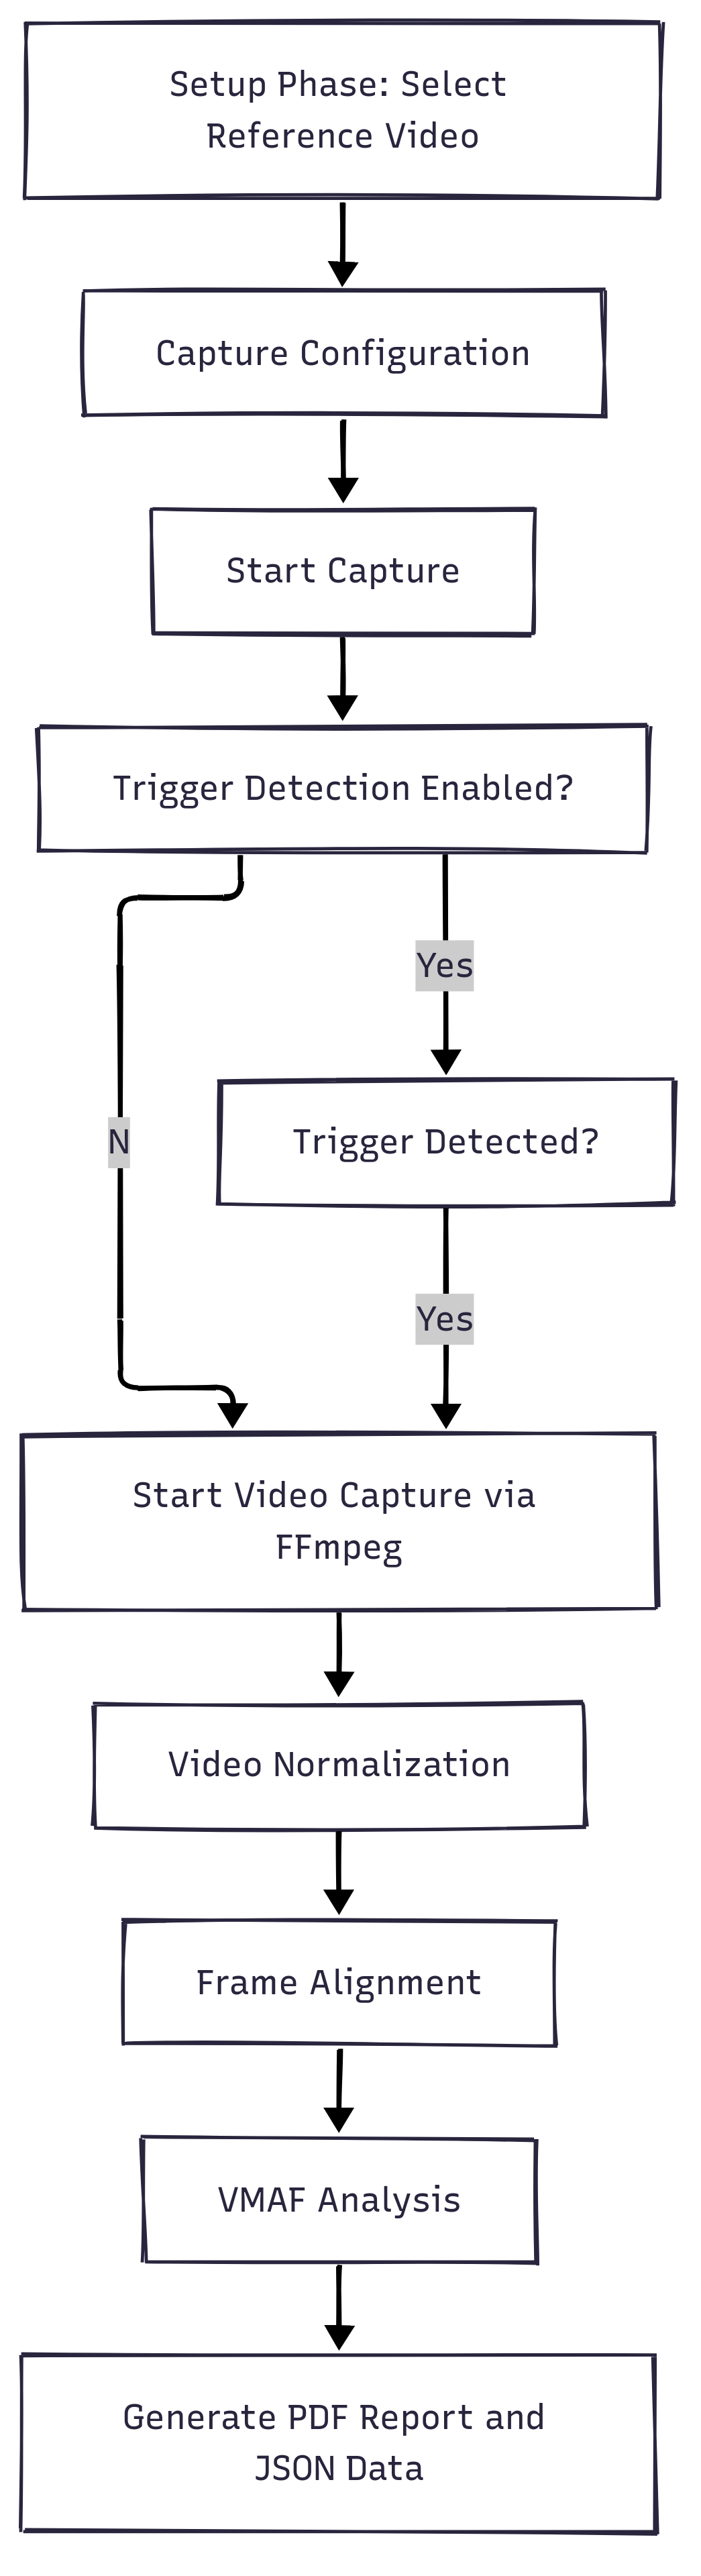 Setup Phase: Select
Reference Video
Capture Configuration
Start Capture
Trigger Detection Enabled?
Yes
N
Trigger Detected?
Yes
Start Video Capture via
FFmpeg
Video Normalization
Frame Alignment
VMAF Analysis
Generate PDF Report and
JSON Data